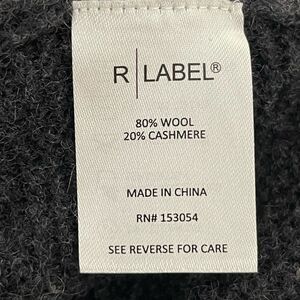 R|LABEL®
80% WOOL
20% CASHMERE
MADE IN CHINA
RN# 153054
SEE REVERSE FOR CARE